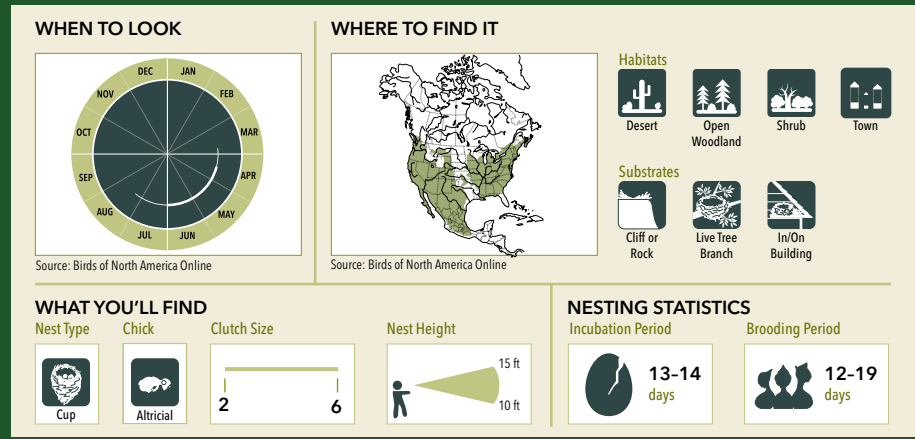 WHEN TO LOOK
DEC
JAN
NOV
FEB
OCT
MAR
SEP
APR
AUG
MAY
JUL
JUN
Source: Birds of North America Online
WHERE TO FIND IT
Source: Birds of North America Online
Habitats
Desert
Open
Woodland
Shrub
Town
Substrates
Cliff or
Rock
Live Tree
Branch
In/On
Building
WHAT YOU'LL FIND
Nest Type
Cup
Chick
Altricial
Clutch Size
2
6
Nest Height
15 ft
10 ft
NESTING STATISTICS
Incubation Period
13–14
days
Brooding Period
12–19
days